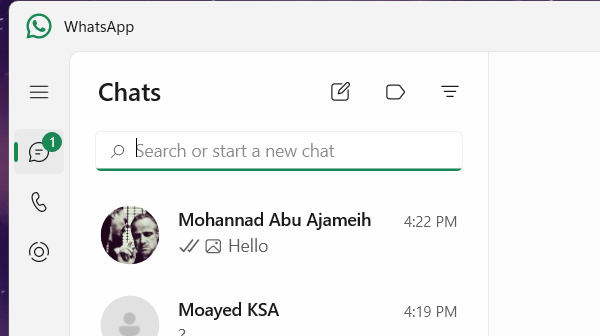 WhatsApp
Chats
1
Search or start a new chat
Mohannad Abu Ajameih 4:22 PM
Hello
Moayed KSA 4:19 PM